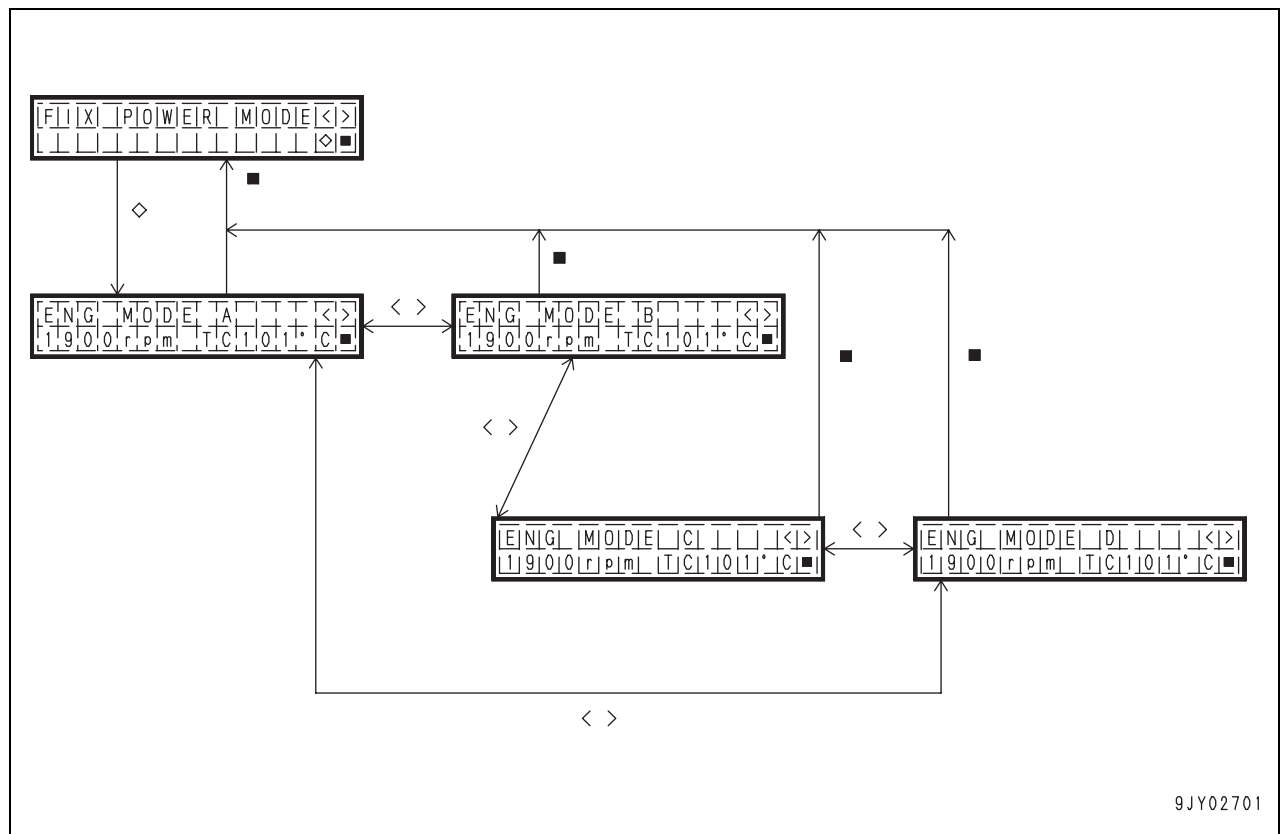 FIX POWER MODE<>
◇■
■
◇
ENG MODE A <>
1900rpm TC101°C■
< >
ENG MODE B <>
1900rpm TC101°C■
■
■
■
< >
ENG MODE C <>
1900rpm TC101°C■
< >
ENG MODE D <>
1900rpm TC101°C■
< >
9JY02701